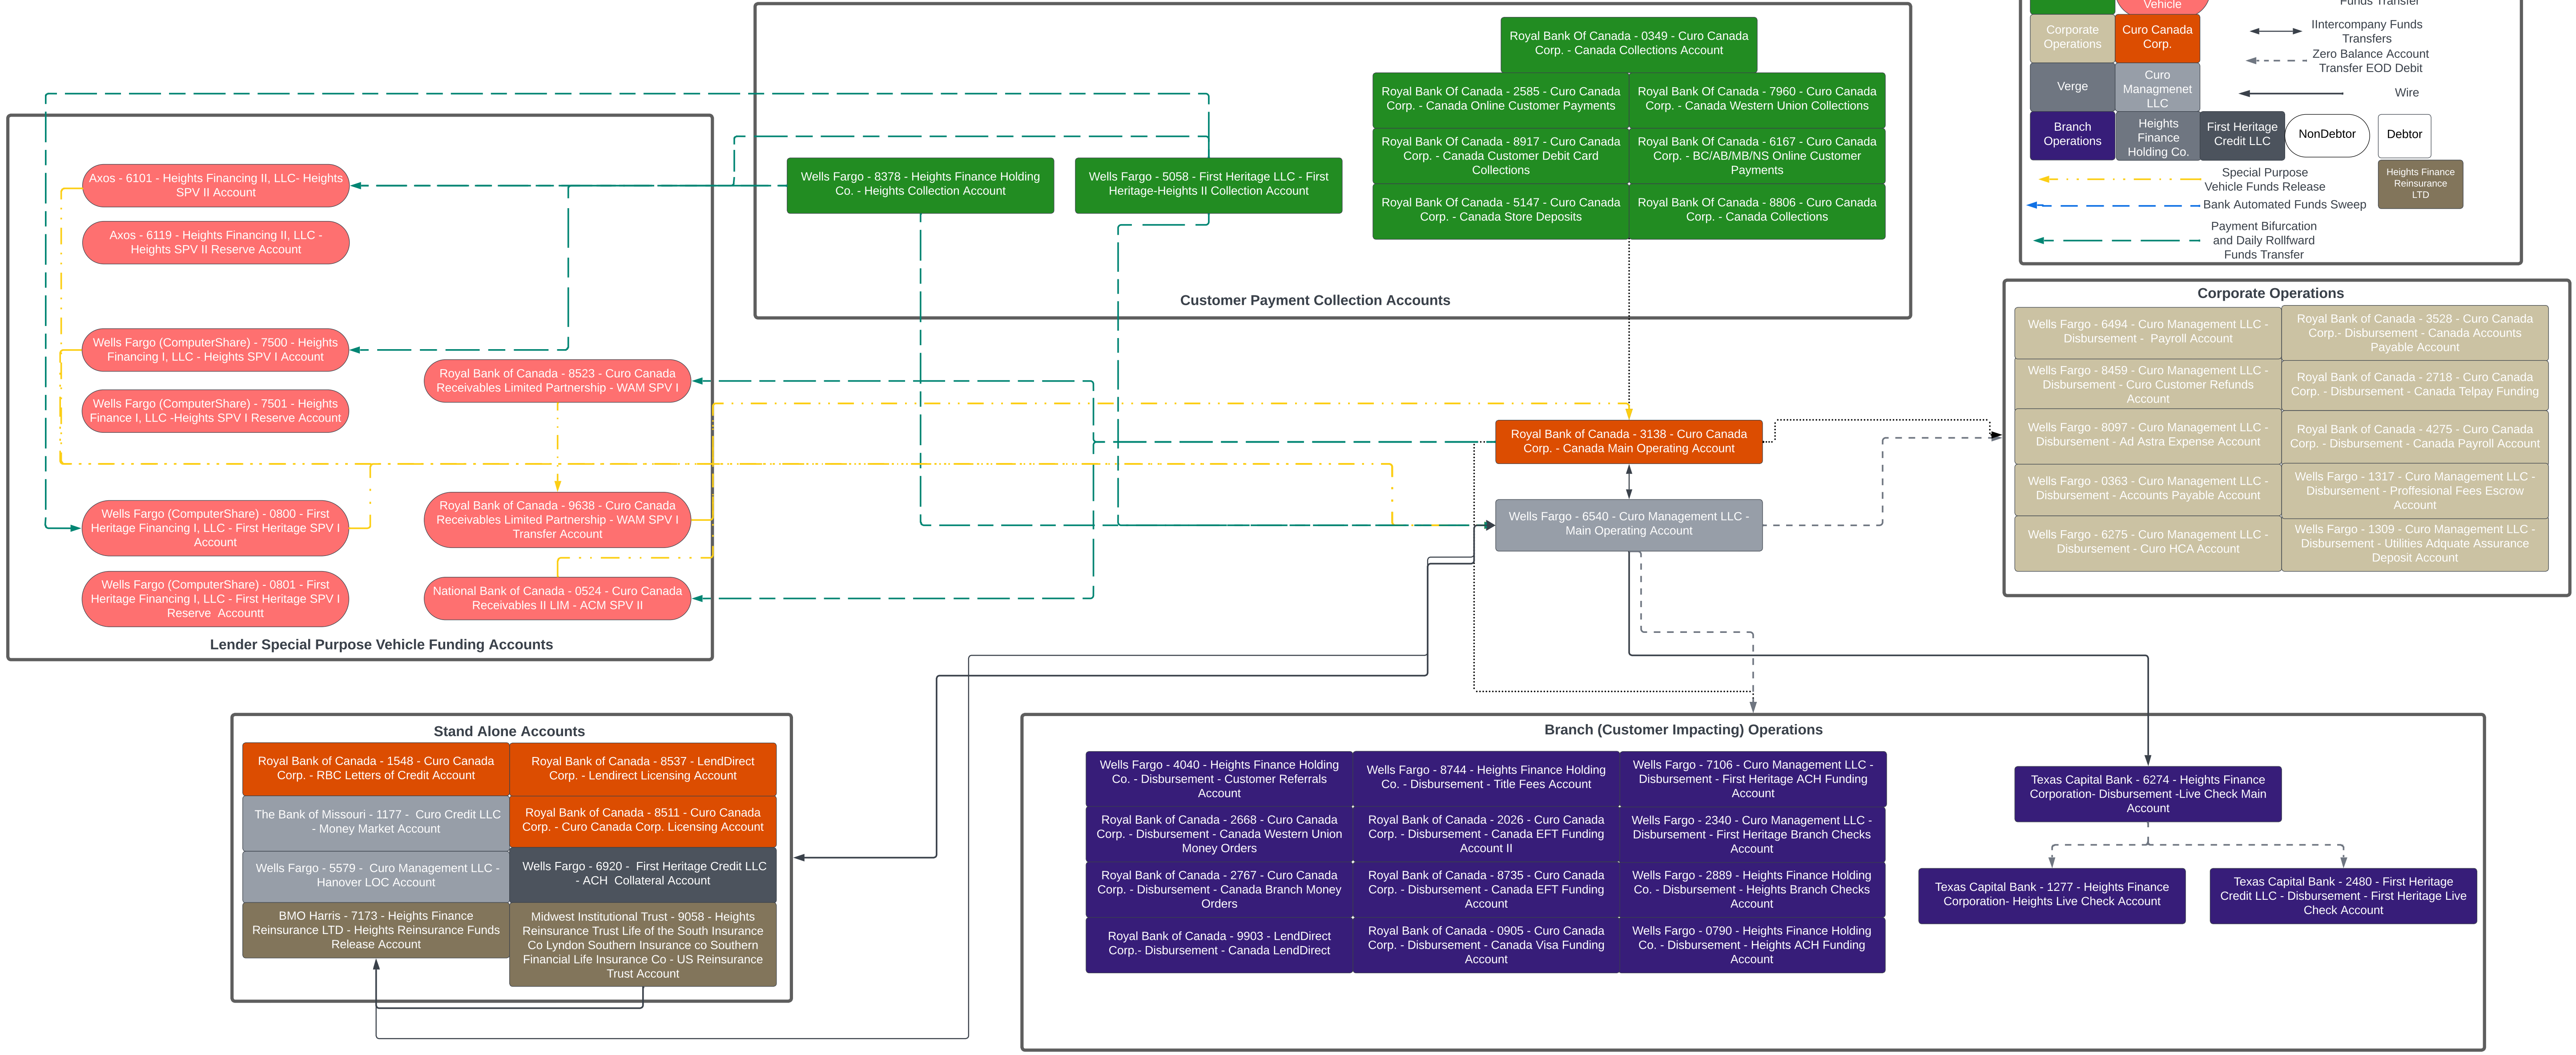 Royal Bank Of Canada - 0349 - Curo Canada
Corp. - Canada Collections Account
Royal Bank Of Canada - 2585 - Curo Canada
Corp. - Canada Online Customer Payments
Royal Bank Of Canada - 7960 - Curo Canada
Corp. - Canada Western Union Collections
Royal Bank Of Canada - 8917 - Curo Canada
Corp. - Canada Customer Debit Card
Collections
Royal Bank Of Canada - 6167 - Curo Canada
Corp. - BC/AB/MB/NS Online Customer
Payments
Royal Bank Of Canada - 5147 - Curo Canada
Corp. - Canada Store Deposits
Royal Bank Of Canada - 8806 - Curo Canada
Corp. - Canada Collections
Wells Fargo - 8378 - Heights Finance Holding
Co. - Heights Collection Account
Wells Fargo - 5058 - First Heritage LLC - First
Heritage-Heights II Collection Account
Customer Payment Collection Accounts
Vehicle
Funds Transfer
Corporate
Operations
Curo Canada
Corp.
IIntercompany Funds
Transfers
Zero Balance Account
Transfer EOD Debit
Verge
Curo
Managmenet
LLC
Wire
Branch
Operations
Heights
Finance
Holding Co.
First Heritage
Credit LLC
NonDebtor
Debtor
Special Purpose
Vehicle Funds Release
Heights Finance
Reinsurance
LTD
Bank Automated Funds Sweep
Payment Bifurcation
and Daily Rollfward
Funds Transfer
Axos - 6101 - Heights Financing II, LLC- Heights
SPV II Account
Axos - 6119 - Heights Financing II, LLC -
Heights SPV II Reserve Account
Wells Fargo (ComputerShare) - 7500 - Heights
Financing I, LLC - Heights SPV I Account
Wells Fargo (ComputerShare) - 7501 - Heights
Finance I, LLC -Heights SPV I Reserve Account
Royal Bank of Canada - 8523 - Curo Canada
Receivables Limited Partnership - WAM SPV I
Wells Fargo (ComputerShare) - 0800 - First
Heritage Financing I, LLC - First Heritage SPV I
Account
Royal Bank of Canada - 9638 - Curo Canada
Receivables Limited Partnership - WAM SPV I
Transfer Account
Wells Fargo (ComputerShare) - 0801 - First
Heritage Financing I, LLC - First Heritage SPV I
Reserve  Accountt
National Bank of Canada - 0524 - Curo Canada
Receivables II LIM - ACM SPV II
Lender Special Purpose Vehicle Funding Accounts
Royal Bank of Canada - 3138 - Curo Canada
Corp. - Canada Main Operating Account
Wells Fargo - 6540 - Curo Management LLC -
Main Operating Account
Corporate Operations
Wells Fargo - 6494 - Curo Management LLC -
Disbursement -  Payroll Account
Royal Bank of Canada - 3528 - Curo Canada
Corp.- Disbursement - Canada Accounts
Payable Account
Wells Fargo - 8459 - Curo Management LLC -
Disbursement - Curo Customer Refunds
Account
Royal Bank of Canada - 2718 - Curo Canada
Corp. - Disbursement - Canada Telpay Funding
Wells Fargo - 8097 - Curo Management LLC -
Disbursement - Ad Astra Expense Account
Royal Bank of Canada - 4275 - Curo Canada
Corp. - Disbursement - Canada Payroll Account
Wells Fargo - 0363 - Curo Management LLC -
Disbursement - Accounts Payable Account
Wells Fargo - 1317 - Curo Management LLC -
Disbursement - Proffesional Fees Escrow
Account
Wells Fargo - 6275 - Curo Management LLC -
Disbursement - Curo HCA Account
Wells Fargo - 1309 - Curo Management LLC -
Disbursement - Utilities Adquate Assurance
Deposit Account
Stand Alone Accounts
Royal Bank of Canada - 1548 - Curo Canada
Corp. - RBC Letters of Credit Account
Royal Bank of Canada - 8537 - LendDirect
Corp. - Lendirect Licensing Account
The Bank of Missouri - 1177 -  Curo Credit LLC
- Money Market Account
Royal Bank of Canada - 8511 - Curo Canada
Corp. - Curo Canada Corp. Licensing Account
Wells Fargo - 5579 -  Curo Management LLC -
Hanover LOC Account
Wells Fargo - 6920 -  First Heritage Credit LLC
- ACH  Collateral Account
BMO Harris - 7173 - Heights Finance
Reinsurance LTD - Heights Reinsurance Funds
Release Account
Midwest Institutional Trust - 9058 - Heights
Reinsurance Trust Life of the South Insurance
Co Lyndon Southern Insurance co Southern
Financial Life Insurance Co - US Reinsurance
Trust Account
Branch (Customer Impacting) Operations
Wells Fargo - 4040 - Heights Finance Holding
Co. - Disbursement - Customer Referrals
Account
Wells Fargo - 8744 - Heights Finance Holding
Co. - Disbursement - Title Fees Account
Wells Fargo - 7106 - Curo Management LLC -
Disbursement - First Heritage ACH Funding
Account
Royal Bank of Canada - 2668 - Curo Canada
Corp. - Disbursement - Canada Western Union
Money Orders
Royal Bank of Canada - 2026 - Curo Canada
Corp. - Disbursement - Canada EFT Funding
Account II
Wells Fargo - 2340 - Curo Management LLC -
Disbursement - First Heritage Branch Checks
Account
Royal Bank of Canada - 2767 - Curo Canada
Corp. - Disbursement - Canada Branch Money
Orders
Royal Bank of Canada - 8735 - Curo Canada
Corp. - Disbursement - Canada EFT Funding
Account
Wells Fargo - 2889 - Heights Finance Holding
Co. - Disbursement - Heights Branch Checks
Account
Royal Bank of Canada - 9903 - LendDirect
Corp.- Disbursement - Canada LendDirect
Royal Bank of Canada - 0905 - Curo Canada
Corp. - Disbursement - Canada Visa Funding
Account
Wells Fargo - 0790 - Heights Finance Holding
Co. - Disbursement - Heights ACH Funding
Account
Texas Capital Bank - 6274 - Heights Finance
Corporation- Disbursement -Live Check Main
Account
Texas Capital Bank - 1277 - Heights Finance
Corporation- Heights Live Check Account
Texas Capital Bank - 2480 - First Heritage
Credit LLC - Disbursement - First Heritage Live
Check Account